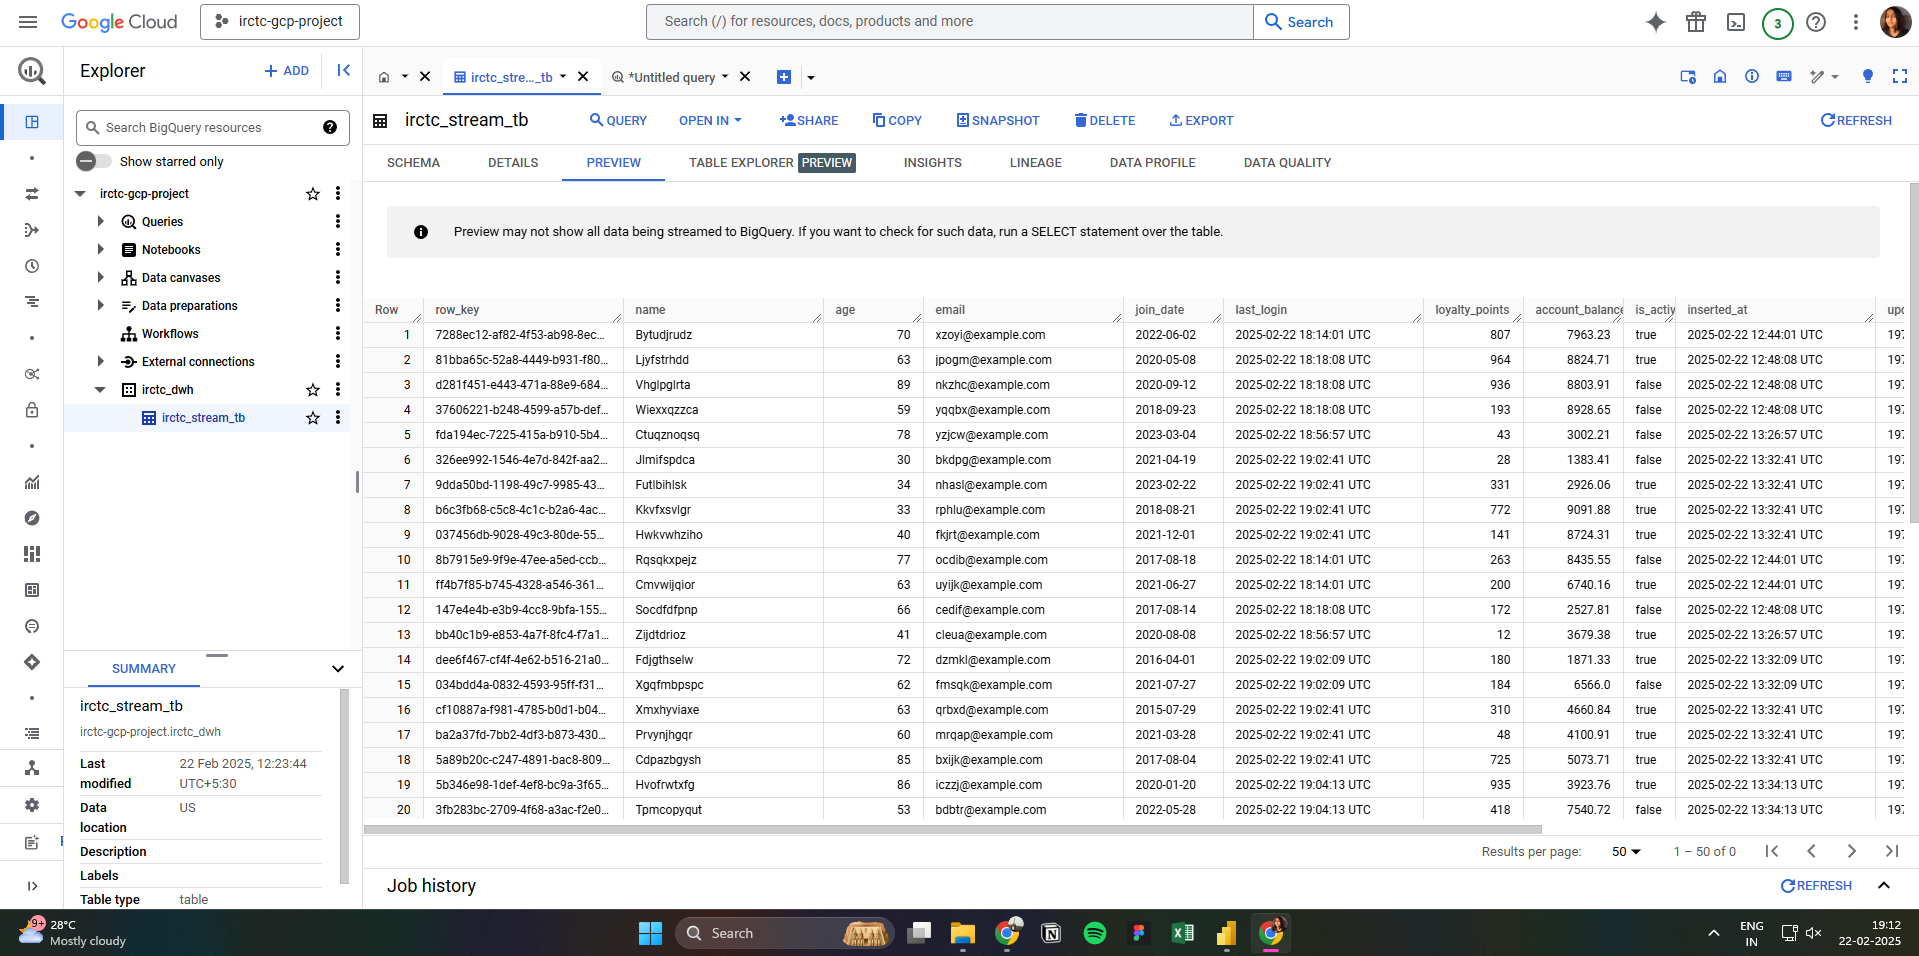 Google Cloud
irctc-gcp-project
Search (/) for resources, docs, products and more
Search
3
Explorer
ADD
irctc_stre..._tb
*Untitled query
Search BigQuery resources
Show starred only
irctc-gcp-project
Queries
Notebooks
Data canvases
Data preparations
Workflows
External connections
irctc_dwh
irctc_stream_tb
SUMMARY
irctc_stream_tb
irctc-gcp-project.irctc_dwh
Last modified 22 Feb 2025, 12:23:44 UTC+5:30
Data location US
Description
Labels
Table type table
irctc_stream_tb
QUERY OPEN IN SHARE COPY SNAPSHOT DELETE EXPORT REFRESH
SCHEMA DETAILS PREVIEW TABLE EXPLORER PREVIEW INSIGHTS LINEAGE DATA PROFILE DATA QUALITY
Preview may not show all data being streamed to BigQuery. If you want to check for such data, run a SELECT statement over the table.
Row row_key name age email join_date last_login loyalty_points account_balance is_activ inserted_at upd
1 7288ec12-af82-4f53-ab98-8ec... Bytudjrudz 70 xzoyi@example.com 2022-06-02 2025-02-22 18:14:01 UTC 807 7963.23 true 2025-02-22 12:44:01 UTC 197
2 81bba65c-52a8-4449-b931-f80... Ljyfstrhdd 63 jpogm@example.com 2020-05-08 2025-02-22 18:18:08 UTC 964 8824.71 true 2025-02-22 12:48:08 UTC 197
3 d281f451-e443-471a-88e9-684... Vhglpglrta 89 nkzhc@example.com 2020-09-12 2025-02-22 18:18:08 UTC 936 8803.91 false 2025-02-22 12:48:08 UTC 197
4 37606221-b248-4599-a57b-def... Wiexxqzzca 59 yqqbx@example.com 2018-09-23 2025-02-22 18:18:08 UTC 193 8928.65 false 2025-02-22 12:48:08 UTC 197
5 fda194ec-7225-415a-b910-5b4... Ctuqznoqsq 78 yzjcw@example.com 2023-03-04 2025-02-22 18:56:57 UTC 43 3002.21 false 2025-02-22 13:26:57 UTC 197
6 326ee992-1546-4e7d-842f-aa2... Jlmifspdca 30 bkdpg@example.com 2021-04-19 2025-02-22 19:02:41 UTC 28 1383.41 false 2025-02-22 13:32:41 UTC 197
7 9dda50bd-1198-49c7-9985-43... Futlbihlsk 34 nhasl@example.com 2023-02-22 2025-02-22 19:02:41 UTC 331 2926.06 true 2025-02-22 13:32:41 UTC 197
8 b6c3fb68-c5c8-4c1c-b2a6-4ac... Kkvfxsvlgr 33 rphlu@example.com 2018-08-21 2025-02-22 19:02:41 UTC 772 9091.88 true 2025-02-22 13:32:41 UTC 197
9 037456db-9028-49c3-80de-55... Hwkvwhziho 40 fkjrt@example.com 2021-12-01 2025-02-22 19:02:41 UTC 141 8724.31 true 2025-02-22 13:32:41 UTC 197
10 8b7915e9-9f9e-47ee-a5ed-ccb... Rqsqkxpejz 77 ocdib@example.com 2017-08-18 2025-02-22 18:14:01 UTC 263 8435.55 false 2025-02-22 12:44:01 UTC 197
11 ff4b7f85-b745-4328-a546-361... Cmvwijqior 63 uyijk@example.com 2021-06-27 2025-02-22 18:14:01 UTC 200 6740.16 true 2025-02-22 12:44:01 UTC 197
12 147e4e4b-e3b9-4cc8-9bfa-155... Socdfdfpnp 66 cedif@example.com 2017-08-14 2025-02-22 18:18:08 UTC 172 2527.81 false 2025-02-22 12:48:08 UTC 197
13 bb40c1b9-e853-4a7f-8fc4-f7a1... Zijdtdrioz 41 cleua@example.com 2020-08-08 2025-02-22 18:56:57 UTC 12 3679.38 true 2025-02-22 13:26:57 UTC 197
14 dee6f467-cf4f-4e62-b516-21a0... Fdjgthselw 72 dzmkl@example.com 2016-04-01 2025-02-22 19:02:09 UTC 180 1871.33 true 2025-02-22 13:32:09 UTC 197
15 034bdd4a-0832-4593-95ff-f31... Xgqfmbpspc 62 fmsqk@example.com 2021-07-27 2025-02-22 19:02:09 UTC 184 6566.0 false 2025-02-22 13:32:09 UTC 197
16 cf10887a-f981-4785-b0d1-b04... Xmxhyviaxe 63 qrbxd@example.com 2015-07-29 2025-02-22 19:02:41 UTC 310 4660.84 true 2025-02-22 13:32:41 UTC 197
17 ba2a37fd-7bb2-4df3-b873-430... Prvynjhgqr 60 mrqap@example.com 2021-03-28 2025-02-22 19:02:41 UTC 48 4100.91 true 2025-02-22 13:32:41 UTC 197
18 5a89b20c-c247-4891-bac8-809... Cdpazbgysh 85 bxijk@example.com 2017-08-04 2025-02-22 19:02:41 UTC 725 5073.71 true 2025-02-22 13:32:41 UTC 197
19 5b346e98-1def-4ef8-bc9a-3f65... Hvofrwtxfg 86 iczzj@example.com 2020-01-20 2025-02-22 19:04:13 UTC 935 3923.76 true 2025-02-22 13:34:13 UTC 197
20 3fb283bc-2709-4f68-a3ac-f2e0... Tpmcopyqut 53 bdbtr@example.com 2022-05-28 2025-02-22 19:04:13 UTC 418 7540.72 false 2025-02-22 13:34:13 UTC 197
Results per page: 50 1 – 50 of 0
Job history
REFRESH
9+
28°C
Mostly cloudy
Search
ENG
IN
19:12
22-02-2025